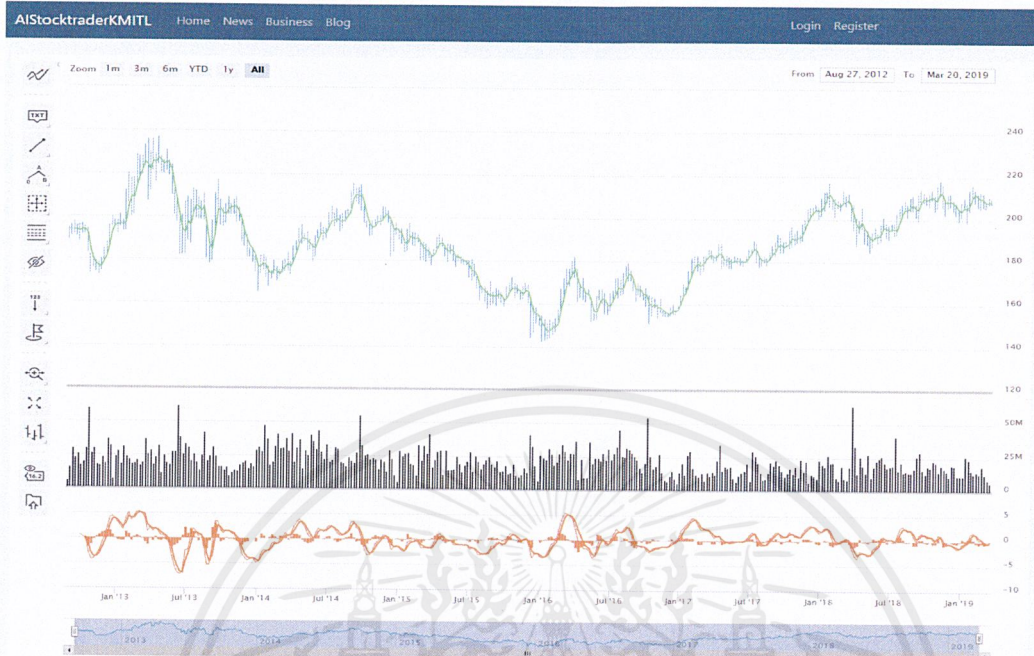 AIStocktraderKMITL Home News Business Blog Login Register
Zoom 1m 3m 6m YTD 1y All From Aug 27, 2012 To Mar 20, 2019
TXT
240
220
200
180
160
140
120
50M
25M
0
5
0
-5
-10
Jan '13 Jul '13 Jan '14 Jul '14 Jan '15 Jul '15 Jan '16 Jul '16 Jan '17 Jul '17 Jan '18 Jul '18 Jan '19
2013 2014 2015 2016 2017 2018 2019